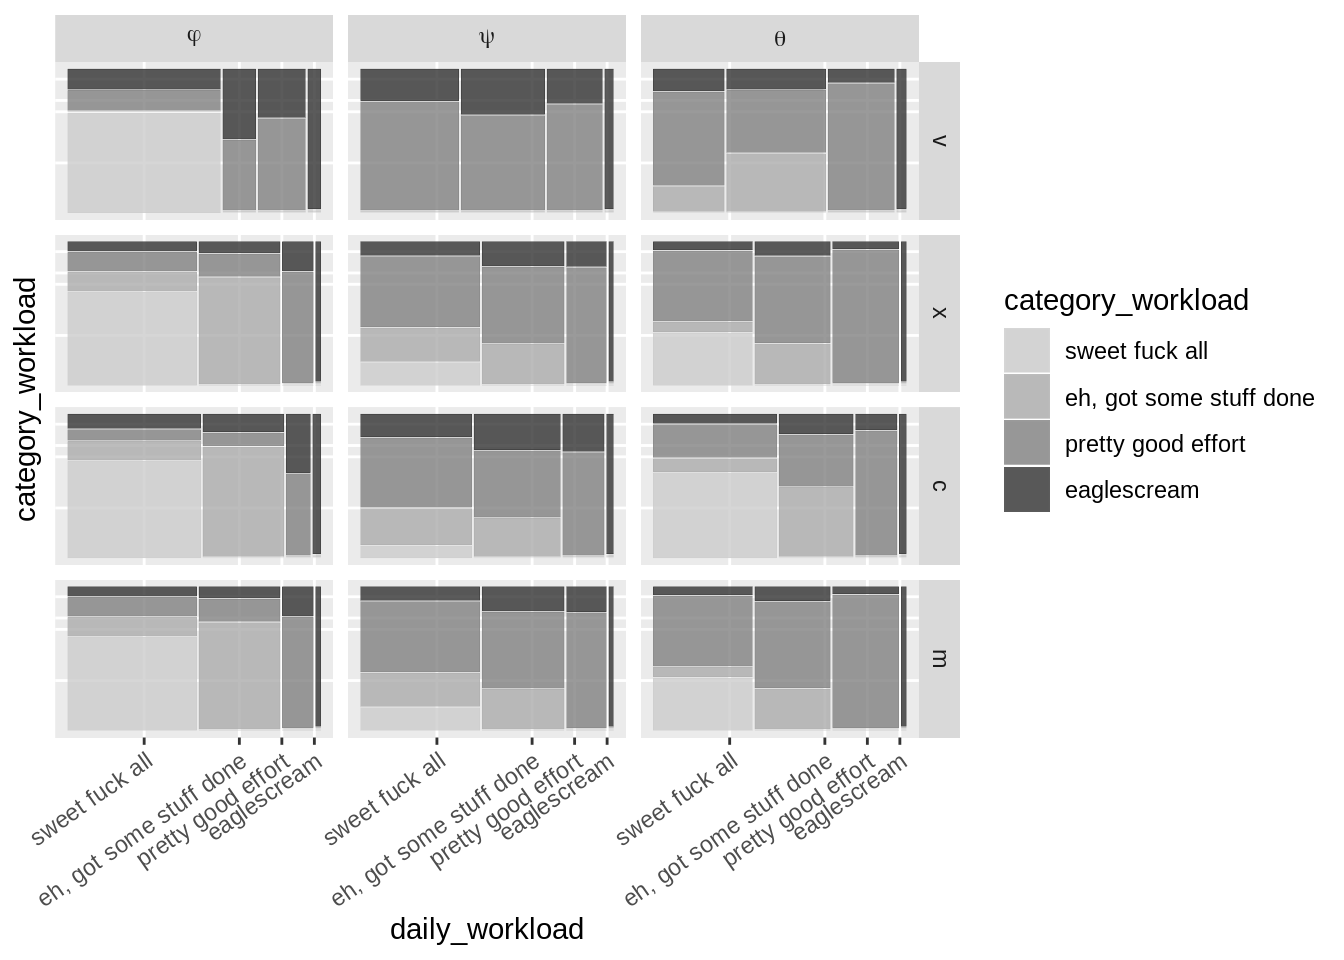 φ ψ θ
v
x
c
m
category_workload
sweet fuck all
eh, got some stuff done
pretty good effort
eaglescream
sweet fuck all
eh, got some stuff done
pretty good effort
eaglescream
sweet fuck all
eh, got some stuff done
pretty good effort
eaglescream
daily_workload
category_workload
sweet fuck all
eh, got some stuff done
pretty good effort
eaglescream